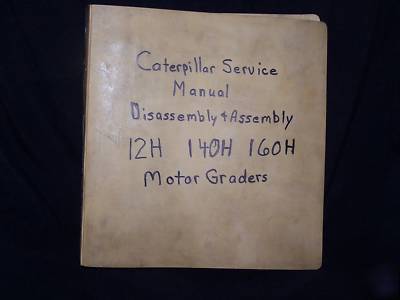 Caterpillar Service
Manual
Disassembly & Assembly
12H 140H 160H
Motor Graders